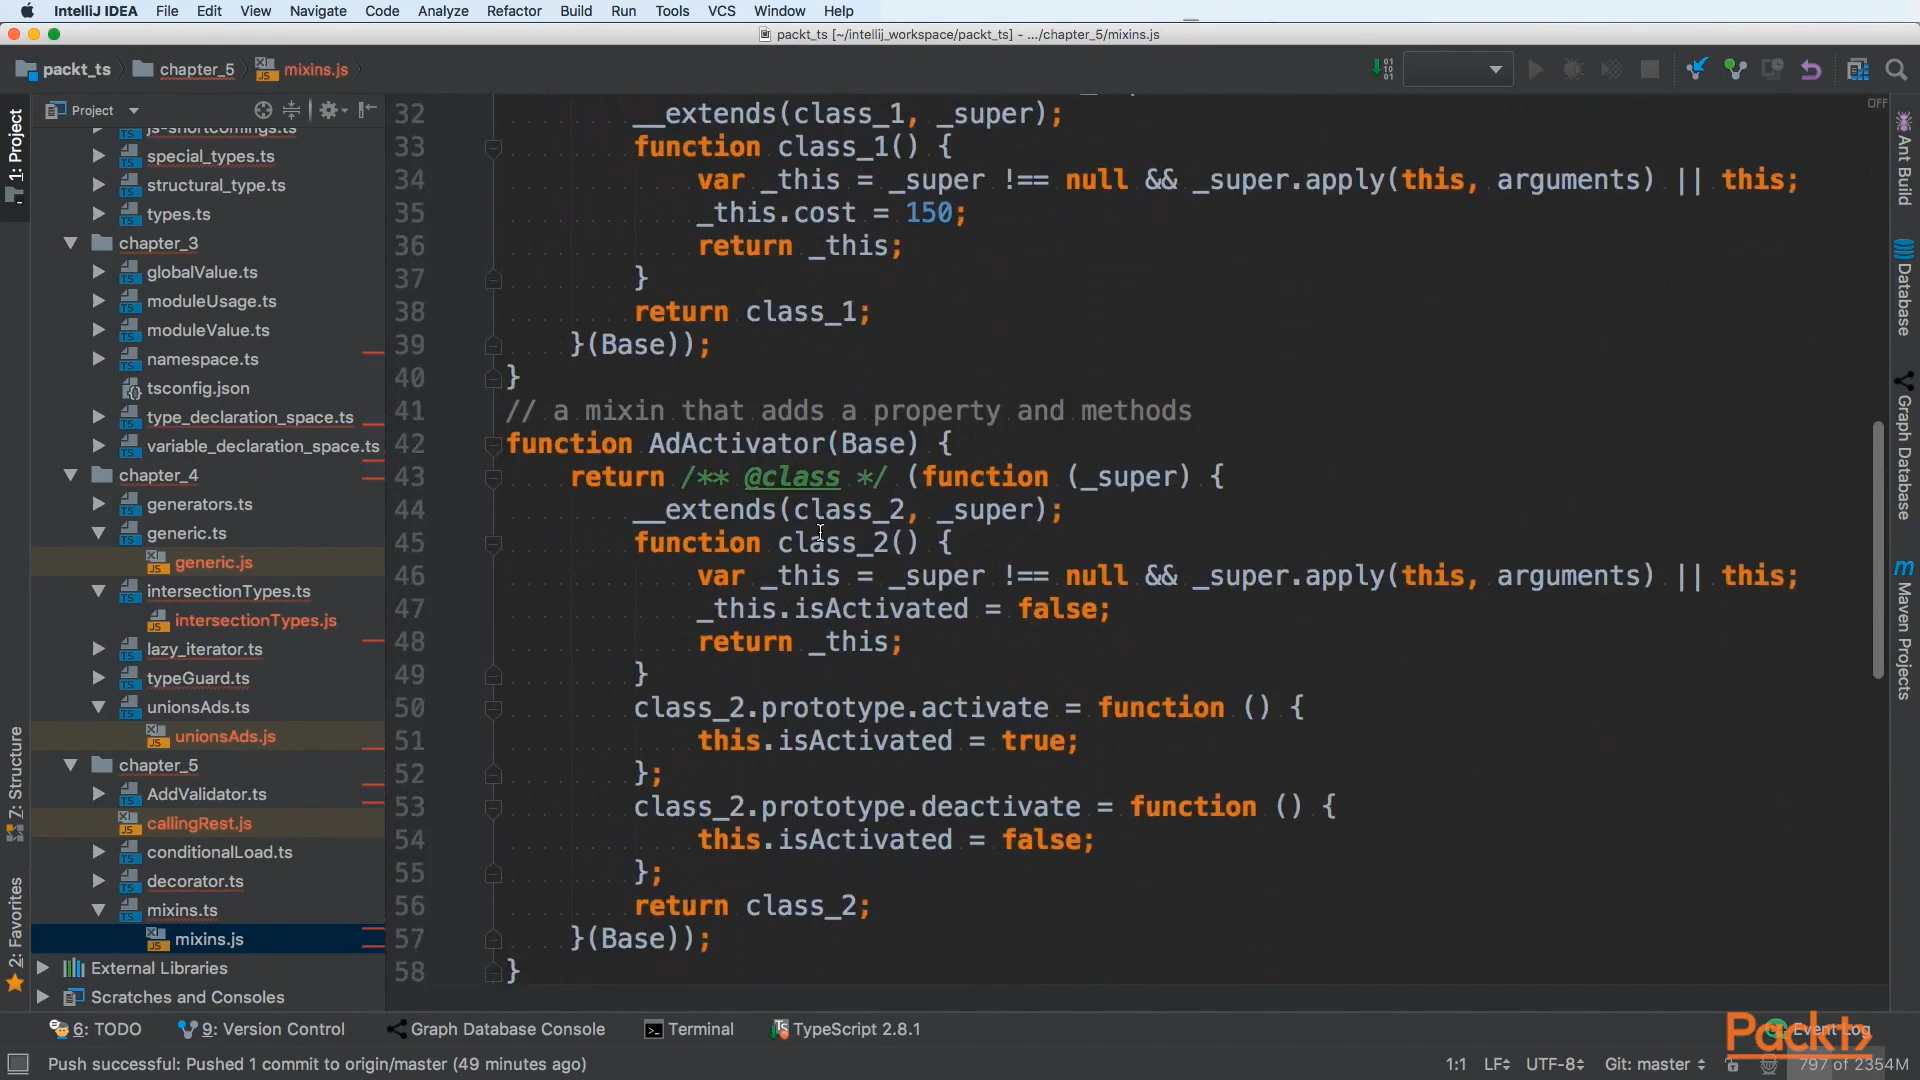 IntelliJ IDEA File Edit View Navigate Code Analyze Refactor Build Run Tools VCS Window Help
packt_ts [~/intellij_workspace/packt_ts] - .../chapter_5/mixins.js
packt_ts chapter_5 mixins.js
Project
1: Project
js-shortcomings.ts
special_types.ts
structural_type.ts
types.ts
chapter_3
globalValue.ts
moduleUsage.ts
moduleValue.ts
namespace.ts
tsconfig.json
type_declaration_space.ts
variable_declaration_space.ts
chapter_4
generators.ts
generic.ts
generic.js
intersectionTypes.ts
intersectionTypes.js
lazy_iterator.ts
typeGuard.ts
unionsAds.ts
unionsAds.js
chapter_5
AddValidator.ts
callingRest.js
conditionalLoad.ts
decorator.ts
mixins.ts
mixins.js
External Libraries
Scratches and Consoles
7: Structure
2: Favorites
32 __extends(class_1, _super);
33 function class_1() {
34 var _this = _super !== null && _super.apply(this, arguments) || this;
35 _this.cost = 150;
36 return _this;
37 }
38 return class_1;
39 }(Base));
40 }
41 // a mixin that adds a property and methods
42 function AdActivator(Base) {
43 return /** @class */ (function (_super) {
44 __extends(class_2, _super);
45 function class_2() {
46 var _this = _super !== null && _super.apply(this, arguments) || this;
47 _this.isActivated = false;
48 return _this;
49 }
50 class_2.prototype.activate = function () {
51 this.isActivated = true;
52 };
53 class_2.prototype.deactivate = function () {
54 this.isActivated = false;
55 };
56 return class_2;
57 }(Base));
58 }
OFF
Ant Build
Database
Graph Database
Maven Projects
6: TODO 9: Version Control Graph Database Console Terminal TypeScript 2.8.1 Event Log
Packt
Push successful: Pushed 1 commit to origin/master (49 minutes ago) 1:1 LF UTF-8 Git: master 797 of 2354M